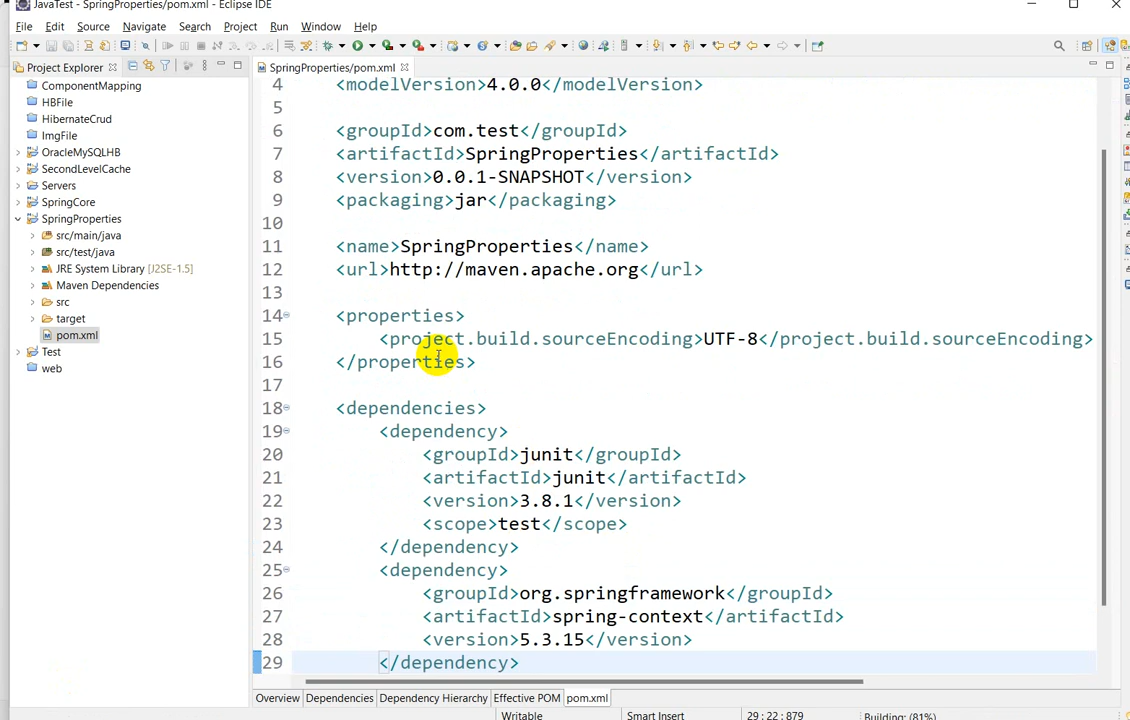 JavaTest - SpringProperties/pom.xml - Eclipse IDE
File Edit Source Navigate Search Project Run Window Help
Project Explorer
SpringProperties/pom.xml
ComponentMapping
HBFile
HibernateCrud
ImgFile
OracleMySQLHB
SecondLevelCache
Servers
SpringCore
SpringProperties
src/main/java
src/test/java
JRE System Library [J2SE-1.5]
Maven Dependencies
src
target
pom.xml
Test
web
4 <modelVersion>4.0.0</modelVersion>
5
6 <groupId>com.test</groupId>
7 <artifactId>SpringProperties</artifactId>
8 <version>0.0.1-SNAPSHOT</version>
9 <packaging>jar</packaging>
10
11 <name>SpringProperties</name>
12 <url>http://maven.apache.org</url>
13
14 <properties>
15 <project.build.sourceEncoding>UTF-8</project.build.sourceEncoding>
16 </properties>
17
18 <dependencies>
19 <dependency>
20 <groupId>junit</groupId>
21 <artifactId>junit</artifactId>
22 <version>3.8.1</version>
23 <scope>test</scope>
24 </dependency>
25 <dependency>
26 <groupId>org.springframework</groupId>
27 <artifactId>spring-context</artifactId>
28 <version>5.3.15</version>
29 </dependency>
Overview Dependencies Dependency Hierarchy Effective POM pom.xml
Writable Smart Insert 29 : 22 : 879 Building: (81%)